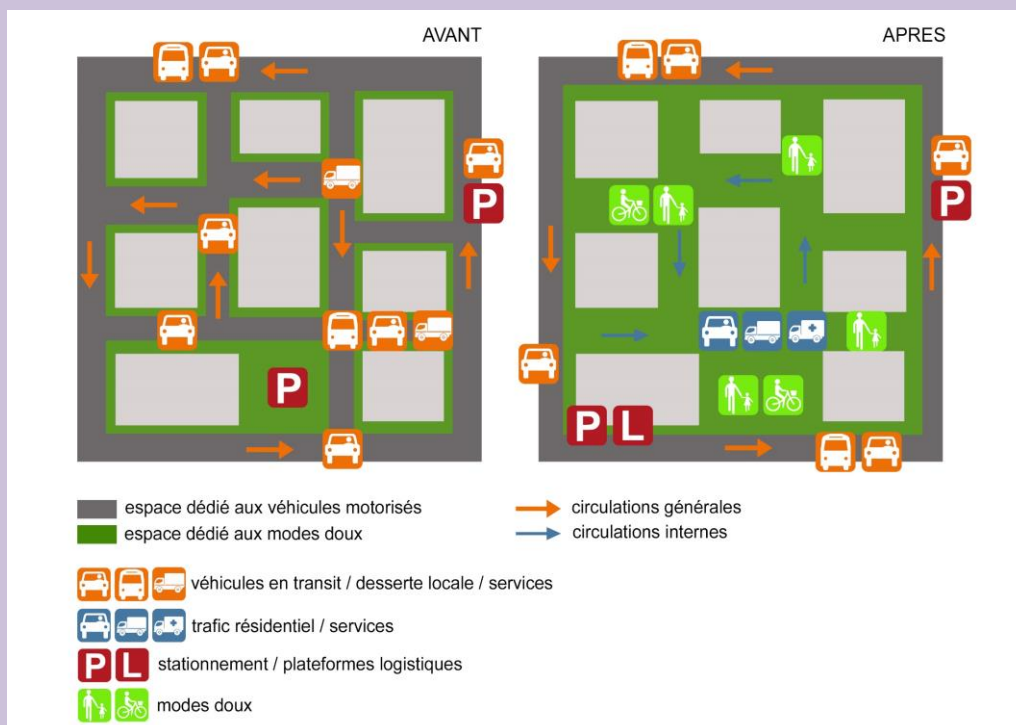 AVANT
APRES
P
P
P
P L
espace dédié aux véhicules motorisés
circulations générales
espace dédié aux modes doux
circulations internes
véhicules en transit / desserte locale / services
trafic résidentiel / services
P L stationnement / plateformes logistiques
modes doux